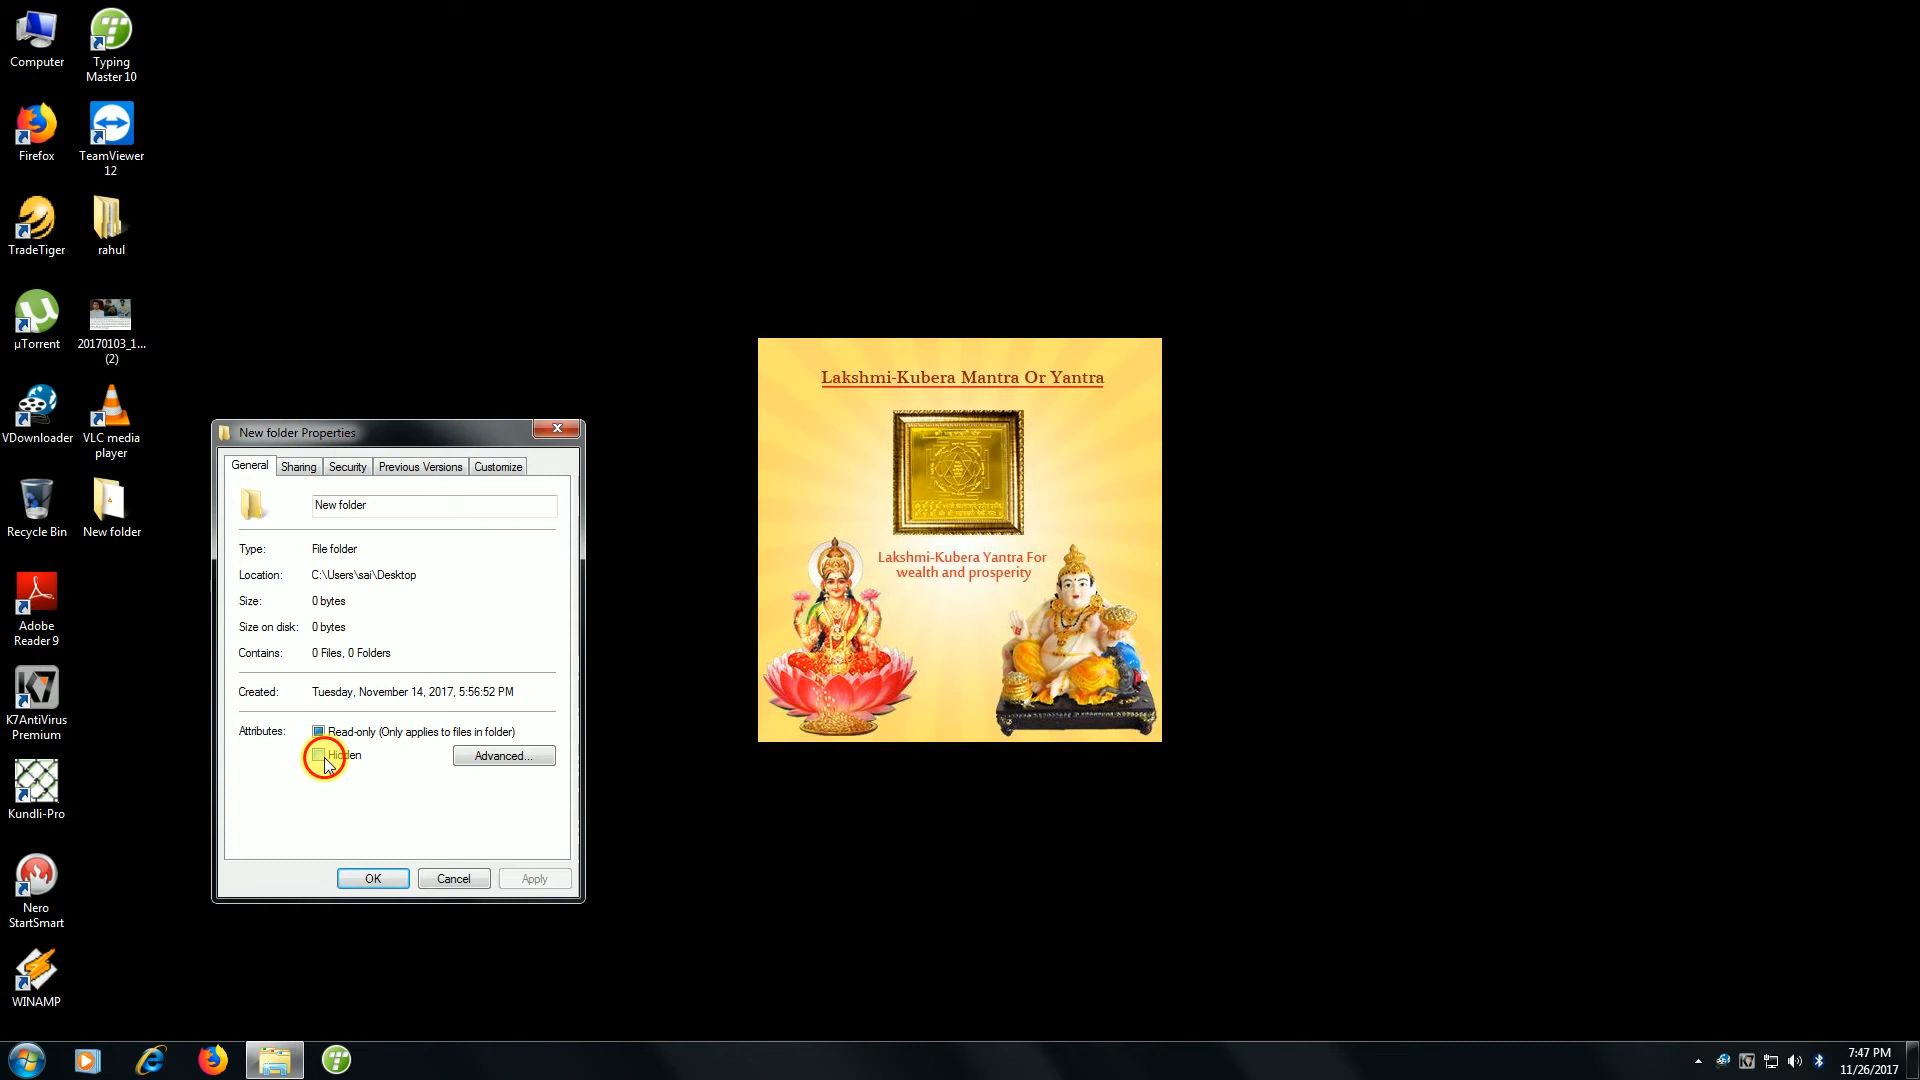 Computer
Typing
Master 10
Firefox
TeamViewer
12
TradeTiger
rahul
µTorrent
20170103_1...
(2)
VDownloader
VLC media
player
Recycle Bin
New folder
Adobe
Reader 9
K7AntiVirus
Premium
Kundli-Pro
Nero
StartSmart
WINAMP
New folder Properties
General
Sharing
Security
Previous Versions
Customize
New folder
Type: File folder
Location: C:\Users\sai\Desktop
Size: 0 bytes
Size on disk: 0 bytes
Contains: 0 Files, 0 Folders
Created: Tuesday, November 14, 2017, 5:56:52 PM
Attributes: Read-only (Only applies to files in folder)
Hidden
Advanced...
OK
Cancel
Apply
Lakshmi-Kubera Mantra Or Yantra
Lakshmi-Kubera Yantra For
wealth and prosperity
K7
7:47 PM
11/26/2017